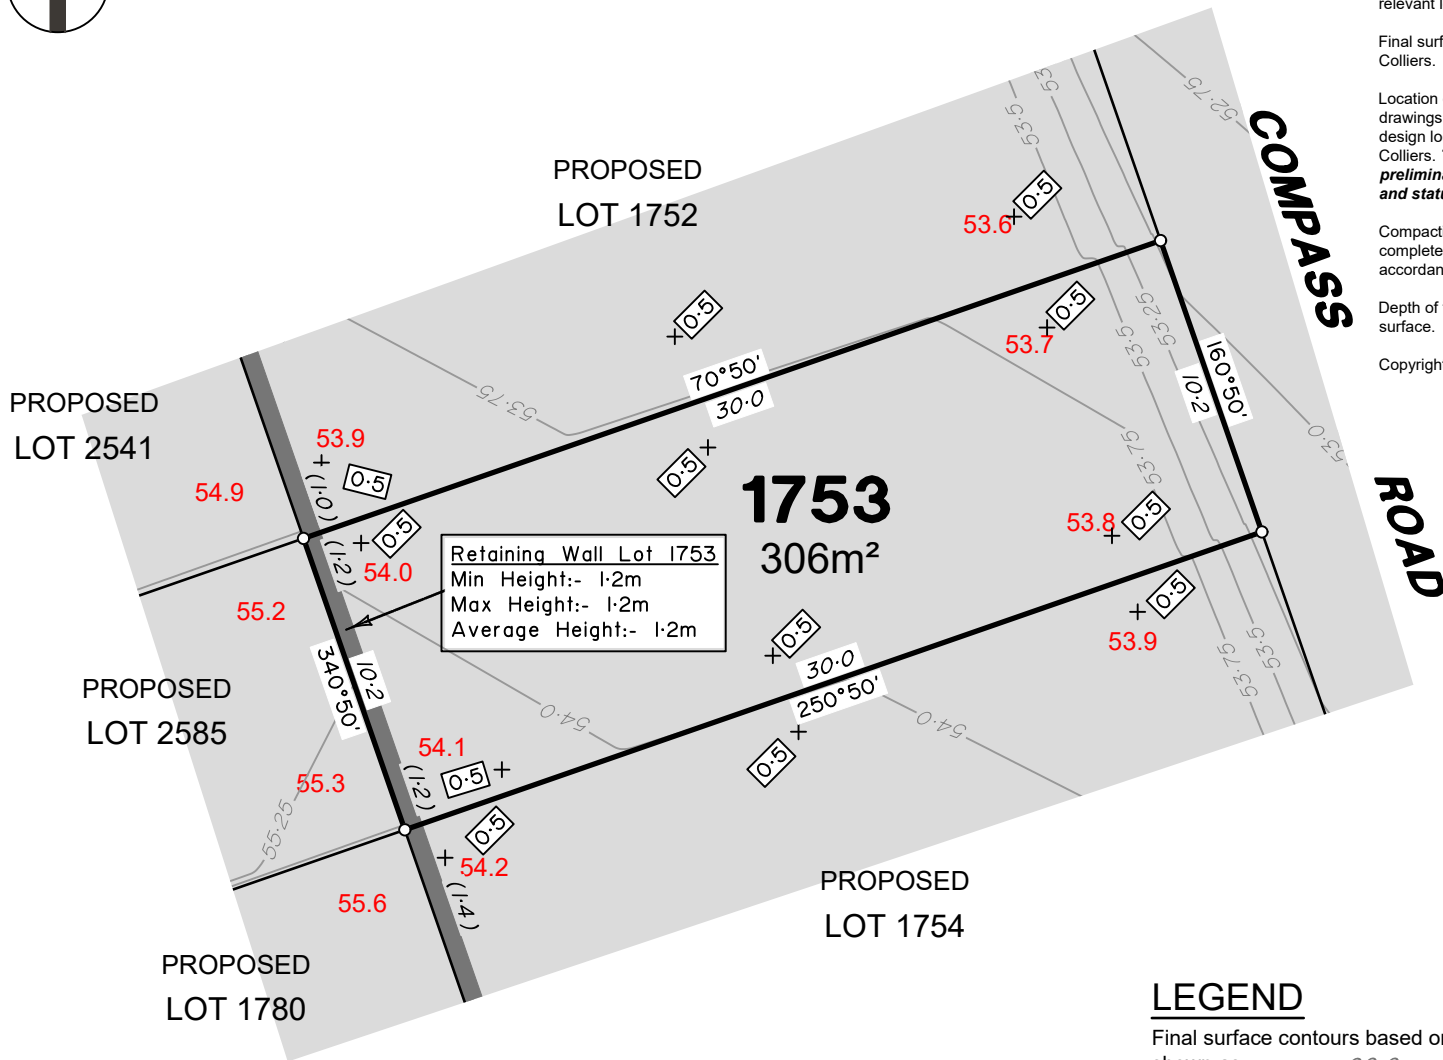 relevant l
Final surf
Colliers.
Location
drawings
design lo
Colliers.
prelimina
and statu
Compacti
complete
accordan
Depth of
surface.
Copyright
COMPASS
ROAD
52·75
53
53·5
PROPOSED
LOT 1752
53.6
0·5
0·5
0·5
53.7
53·5
53·25
53·75
70°50'
30·0
160°50'
10·2
53·0
PROPOSED
LOT 2541
54.9
53.9
0·5
(1·0)
0·5
54.0
(1·2)
0·5
1753
306m²
53·75
53.8
0·5
Retaining Wall Lot 1753
Min Height:- 1·2m
Max Height:- 1·2m
Average Height:- 1·2m
55.2
PROPOSED
LOT 2585
340°50'
10·2
0·5
30·0
250°50'
0·5
53.9
53·75
53·5
54·0
54·0
54.1
0·5
(1·2)
0·5
55.3
55·25
0·5
54.2
(1·4)
55.6
PROPOSED
LOT 1754
PROPOSED
LOT 1780
LEGEND
Final surface contours based on